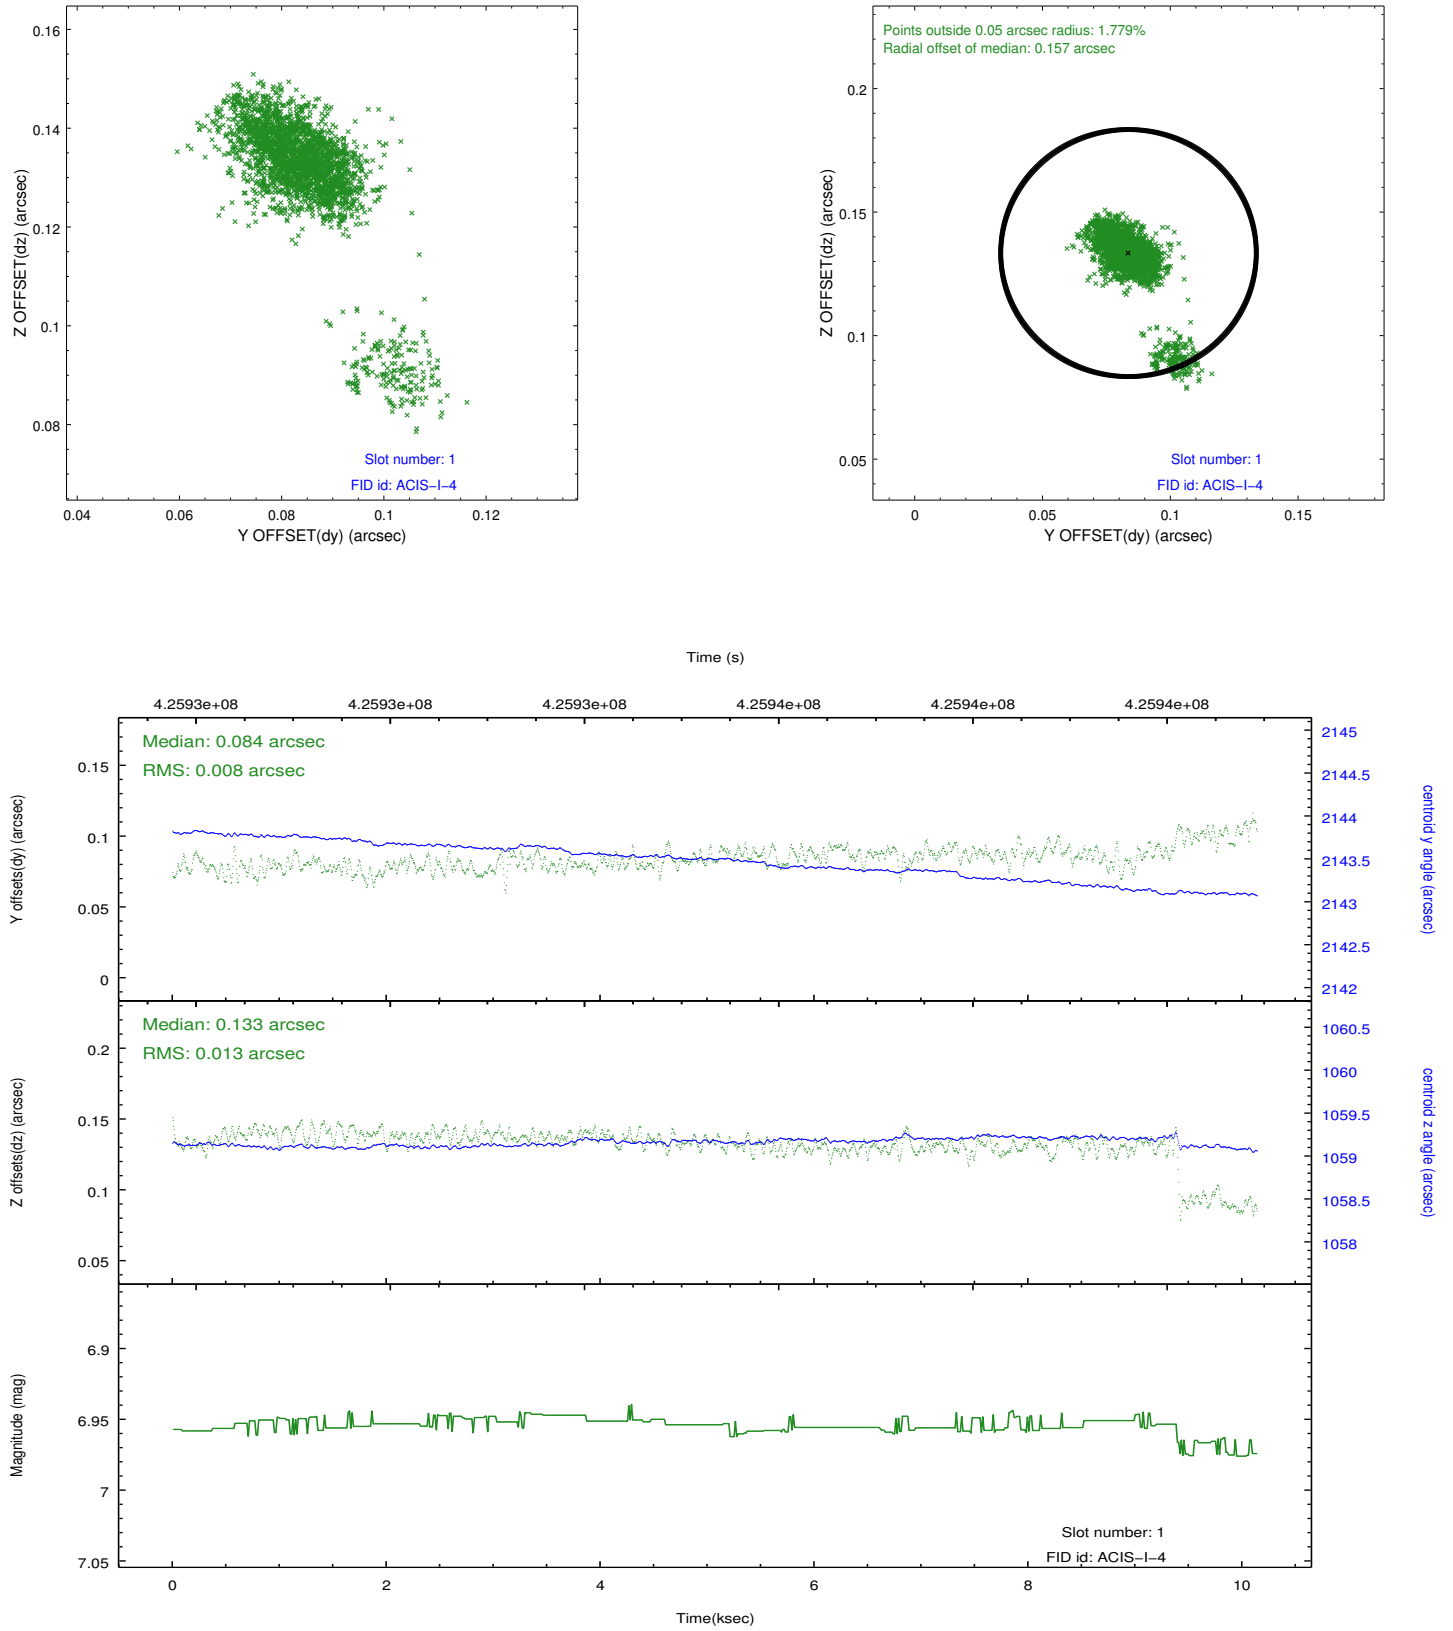 0.16
0.14
0.12
0.1
0.08
Z OFFSET(dz) (arcsec)
Slot number: 1
FID id: ACIS-I-4
0.04 0.06 0.08 0.1 0.12
Y OFFSET(dy) (arcsec)
Points outside 0.05 arcsec radius: 1.779%
Radial offset of median: 0.157 arcsec
0.2
0.15
0.1
0.05
Z OFFSET(dz) (arcsec)
Slot number: 1
FID id: ACIS-I-4
0 0.05 0.1 0.15
Y OFFSET(dy) (arcsec)
Time (s)
4.2593e+08 4.2593e+08 4.2593e+08 4.2594e+08 4.2594e+08 4.2594e+08
Median: 0.084 arcsec
RMS: 0.008 arcsec
0.15
0.1
0.05
0
Y offsets(dy) (arcsec)
2145
2144.5
2144
2143.5
2143
2142.5
2142
centroid y angle (arcsec)
Median: 0.133 arcsec
RMS: 0.013 arcsec
0.2
0.15
0.1
0.05
Z offsets(dz) (arcsec)
1060.5
1060
1059.5
1059
1058.5
1058
centroid z angle (arcsec)
6.9
6.95
7
7.05
Magnitude (mag)
Slot number: 1
FID id: ACIS-I-4
0 2 4 6 8 10
Time(ksec)